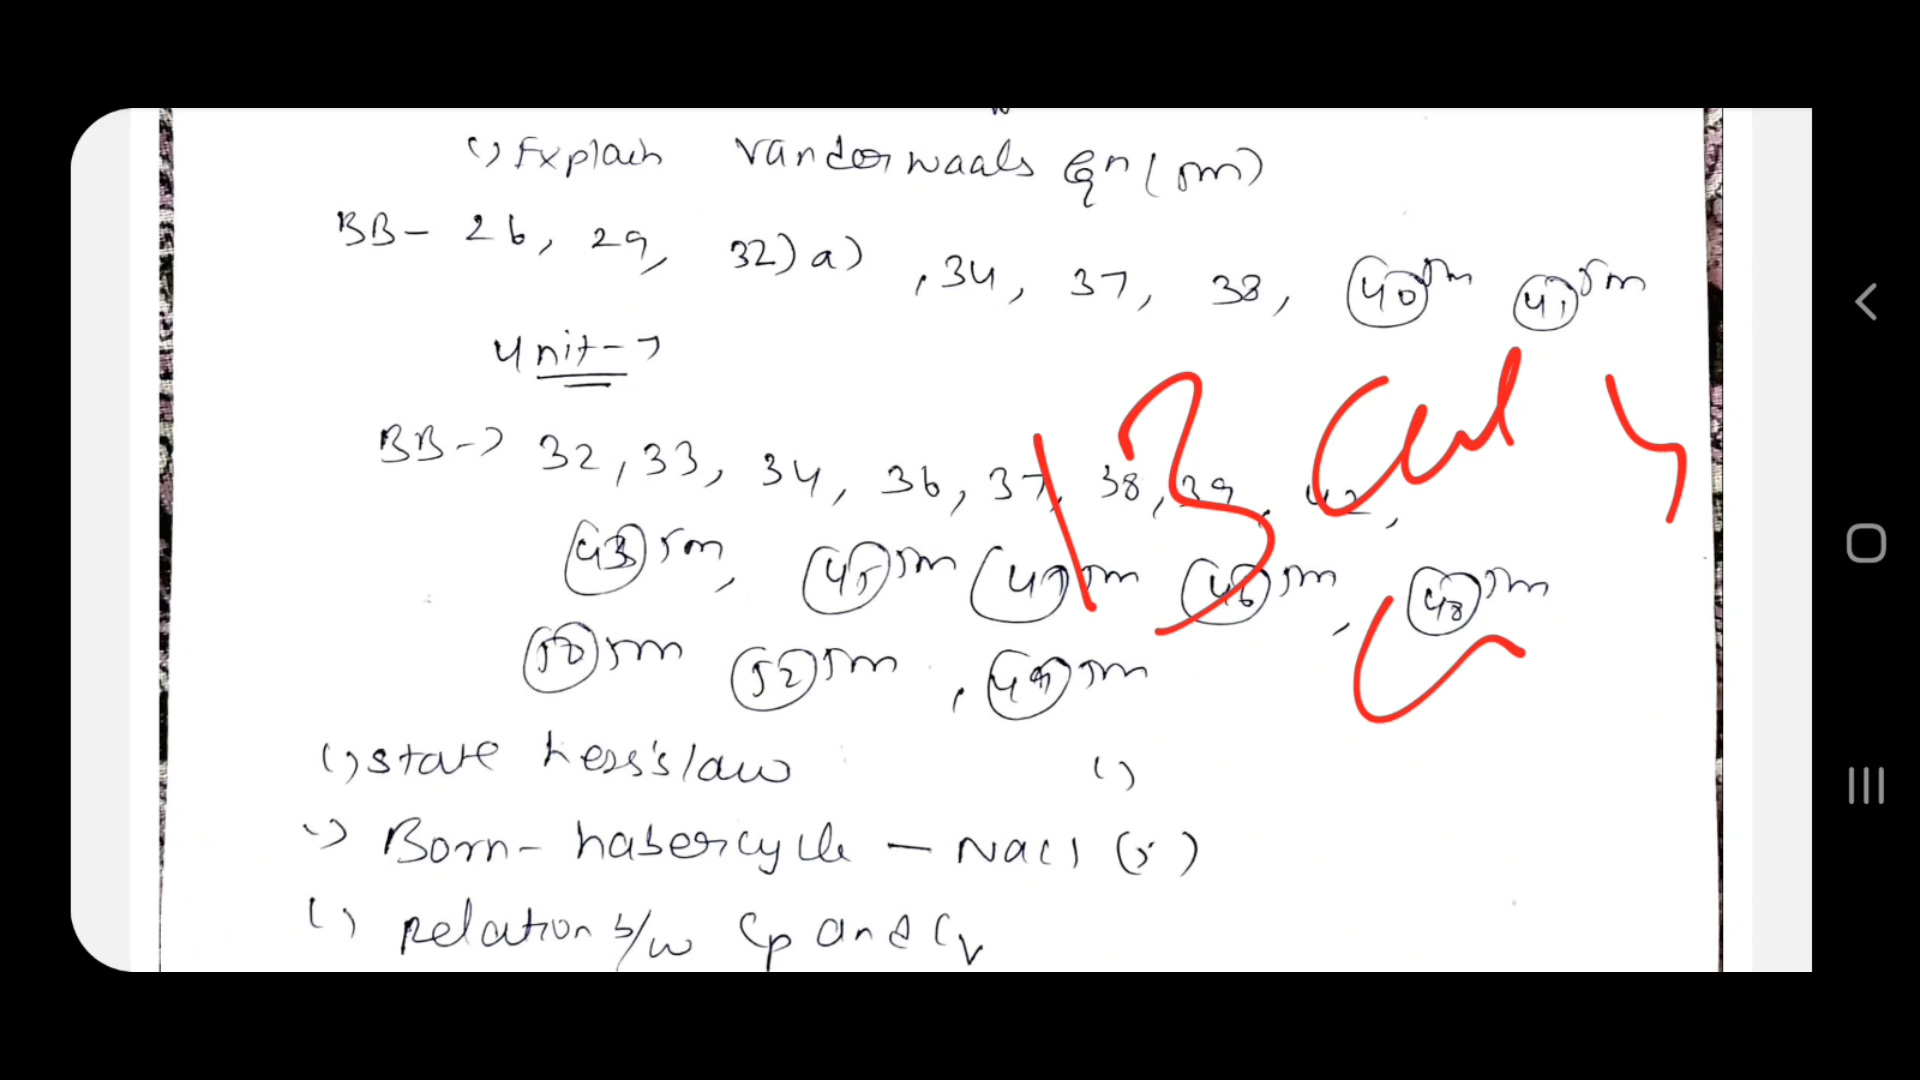 Explain Vanderwaals Eqn (5m)
BB- 26, 29, 32)a), 34, 37, 38, 40 5m 41 5m
Unit-7
BB-> 32, 33, 34, 36, 37, 38, 39, 42,
43 5m, 45 5m 47 5m 46 5m, 48 5m
50 5m 52 5m, 49 5m
State Hess's law
Born-haber cycle - NaCl
Relation b/w Cp and Cv